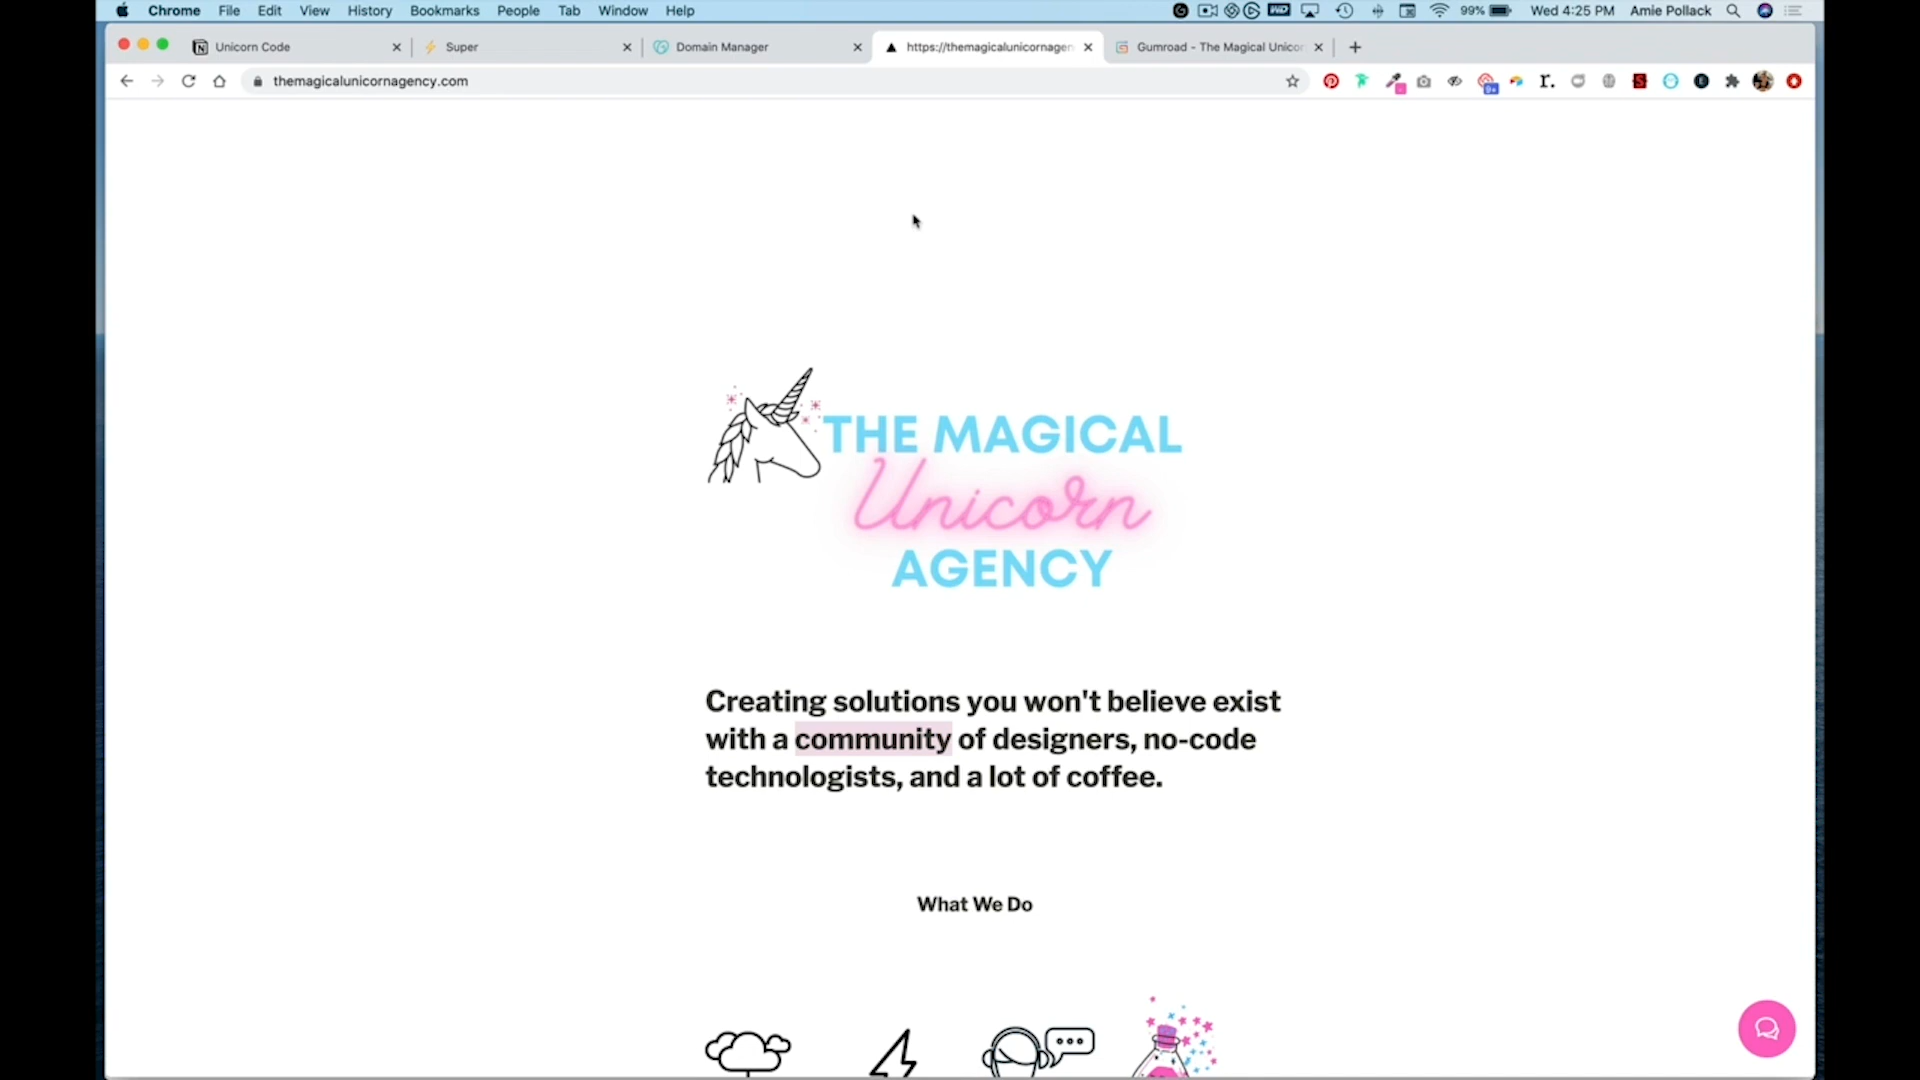 Chrome File Edit View History Bookmarks People Tab Window Help 99% Wed 4:25 PM Amie Pollack
Unicorn Code Super Domain Manager https://themagicalunicornagen Gumroad - The Magical Unicor
themagicalunicornagency.com
THE MAGICAL
Unicorn
AGENCY
Creating solutions you won't believe exist
with a community of designers, no-code
technologists, and a lot of coffee.
What We Do